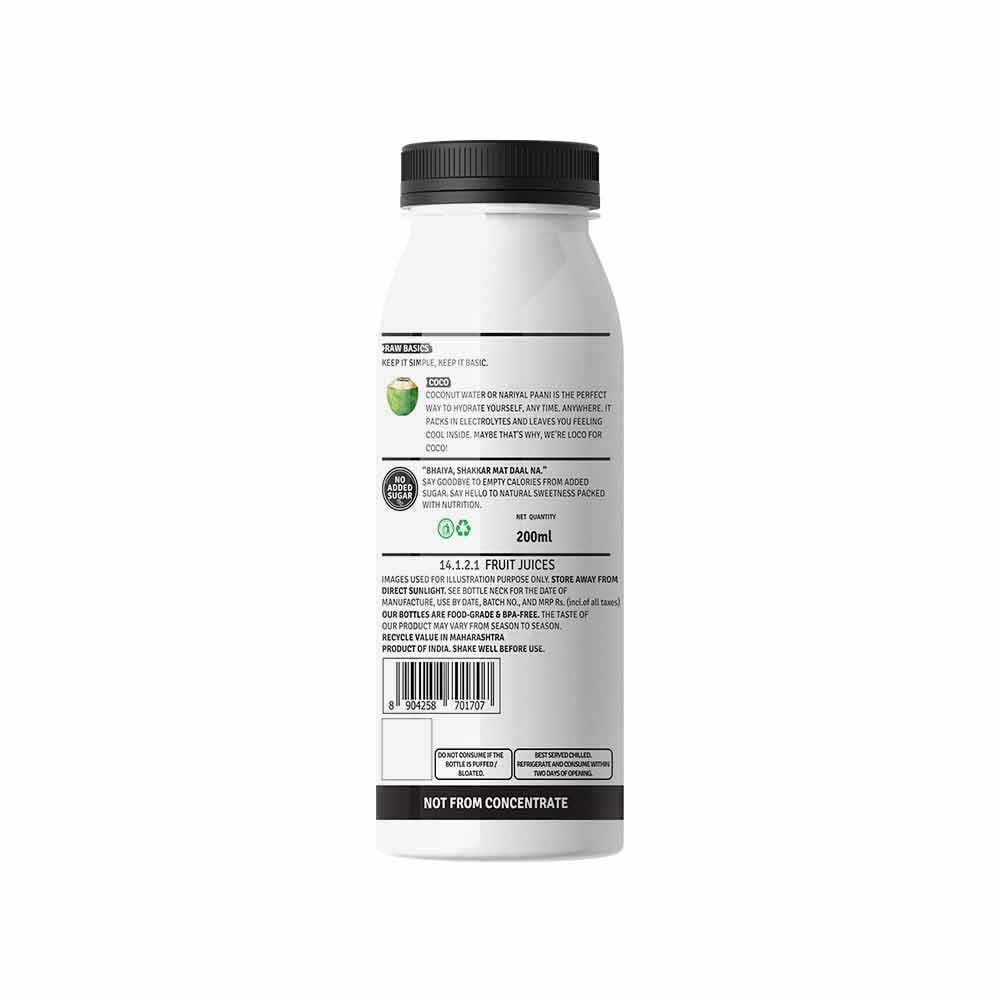 RAW BASICS
KEEP IT SIMPLE, KEEP IT BASIC.
COCO
COCONUT WATER OR NARIYAL PAANI IS THE PERFECT
WAY TO HYDRATE YOURSELF, ANY TIME. ANYWHERE. IT
PACKS IN ELECTROLYTES AND LEAVES YOU FEELING
COOL INSIDE. MAYBE THAT'S WHY, WE'RE LOCO FOR
COCO!
NO
ADDED
SUGAR
"BHAIYA, SHAKKAR MAT DAAL NA."
SAY GOODBYE TO EMPTY CALORIES FROM ADDED
SUGAR. SAY HELLO TO NATURAL SWEETNESS PACKED
WITH NUTRITION.
NET QUANTITY
200ml
14.1.2.1 FRUIT JUICES
IMAGES USED FOR ILLUSTRATION PURPOSE ONLY. STORE AWAY FROM
DIRECT SUNLIGHT. SEE BOTTLE NECK FOR THE DATE OF
MANUFACTURE, USE BY DATE, BATCH NO., AND MRP Rs. (incl.of all taxes)
OUR BOTTLES ARE FOOD-GRADE & BPA-FREE. THE TASTE OF
OUR PRODUCT MAY VARY FROM SEASON TO SEASON.
RECYCLE VALUE IN MAHARASHTRA
PRODUCT OF INDIA. SHAKE WELL BEFORE USE.
8 904258 701707
DO NOT CONSUME IF THE
BOTTLE IS PUFFED /
BLOATED.
BEST SERVED CHILLED.
REFRIGERATE AND CONSUME WITHIN
TWO DAYS OF OPENING.
NOT FROM CONCENTRATE